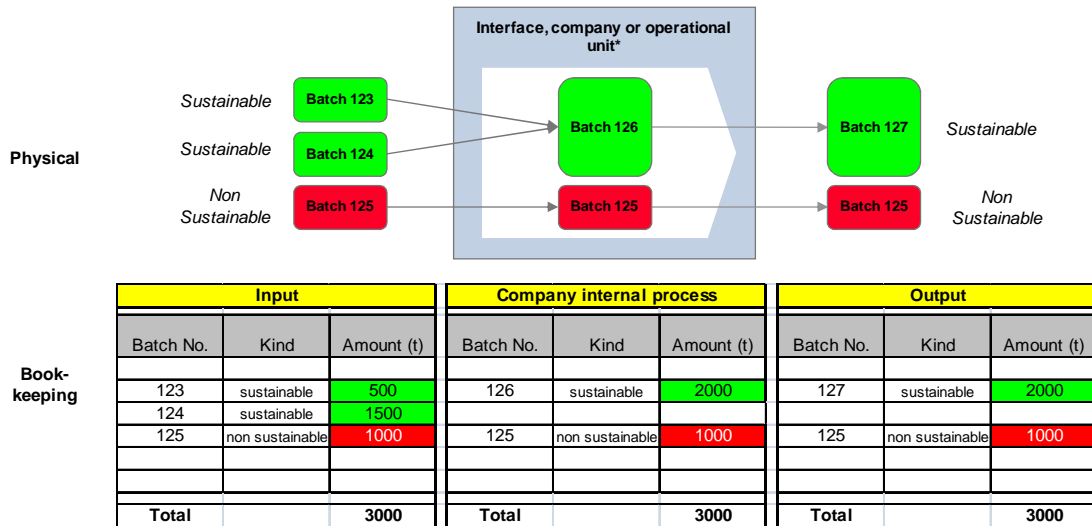 Interface, company or operational
unit*
Sustainable
Batch 123
Batch 126
Batch 127
Sustainable
Sustainable
Batch 124
Physical
Non
Sustainable
Batch 125
Batch 125
Batch 125
Non
Sustainable
Input
Company internal process
Output
Batch No. Kind Amount (t)
Batch No. Kind Amount (t)
Batch No. Kind Amount (t)
Book-
keeping
123 sustainable 500
126 sustainable 2000
127 sustainable 2000
124 sustainable 1500
125 non sustainable 1000
125 non sustainable 1000
125 non sustainable 1000
Total 3000
Total 3000
Total 3000